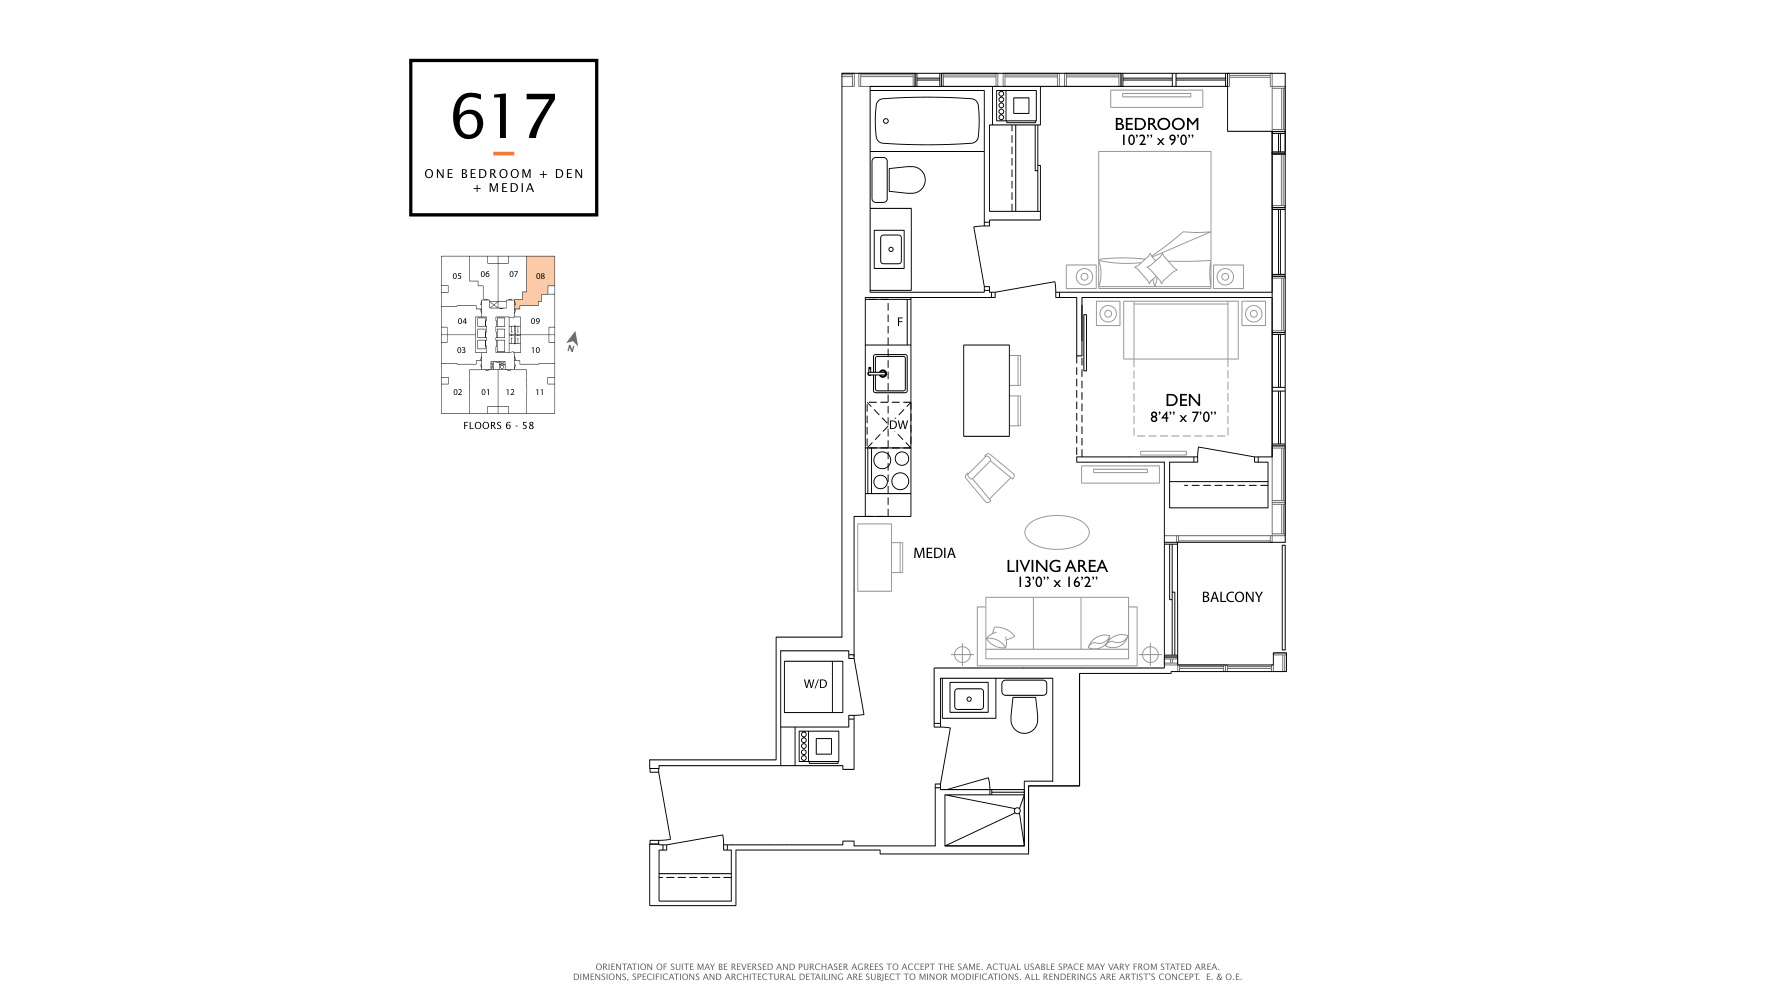 617
ONE BEDROOM + DEN
+ MEDIA
05
06
07
08
04
09
03
10
02
01
12
11
N
FLOORS 6 - 58
BEDROOM
10'2" x 9'0"
F
DW
DEN
8'4" x 7'0"
MEDIA
LIVING AREA
13'0" x 16'2"
BALCONY
W/D
ORIENTATION OF SUITE MAY BE REVERSED AND PURCHASER AGREES TO ACCEPT THE SAME. ACTUAL USABLE SPACE MAY VARY FROM STATED AREA.
DIMENSIONS, SPECIFICATIONS AND ARCHITECTURAL DETAILING ARE SUBJECT TO MINOR MODIFICATIONS. ALL RENDERINGS ARE ARTIST'S CONCEPT. E. & O.E.